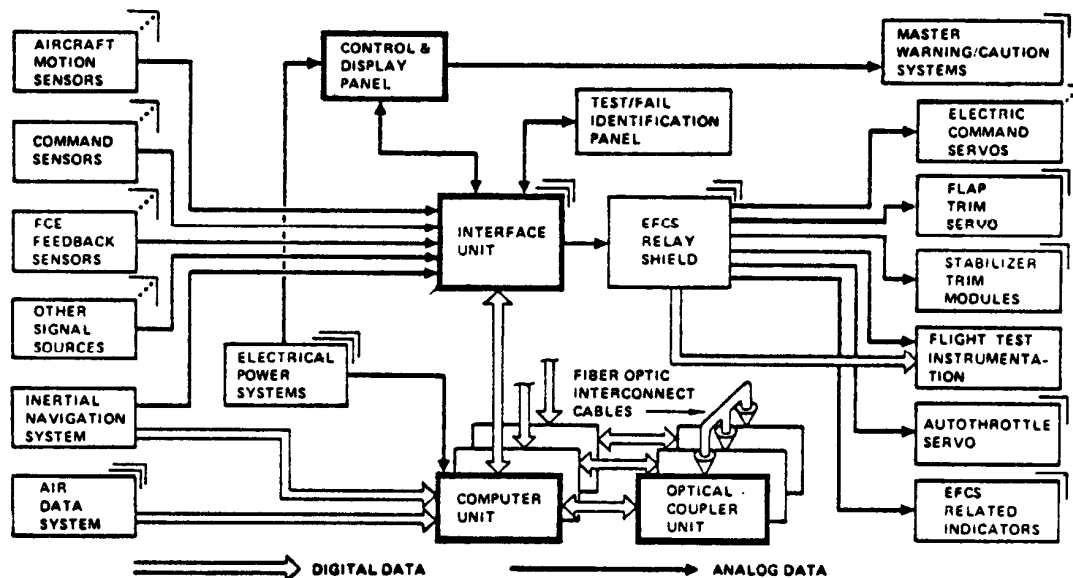 AIRCRAFT
MOTION
SENSORS
COMMAND
SENSORS
FCE
FEEDBACK
SENSORS
OTHER
SIGNAL
SOURCES
INERTIAL
NAVIGATION
SYSTEM
AIR
DATA
SYSTEM
CONTROL &
DISPLAY
PANEL
TEST/FAIL
IDENTIFICATION
PANEL
INTERFACE
UNIT
EFCS
RELAY
SHIELD
ELECTRICAL
POWER
SYSTEMS
FIBER OPTIC
INTERCONNECT
CABLES
COMPUTER
UNIT
OPTICAL
COUPLER
UNIT
MASTER
WARNING/CAUTION
SYSTEMS
ELECTRIC
COMMAND
SERVOS
FLAP
TRIM
SERVO
STABILIZER
TRIM
MODULES
FLIGHT TEST
INSTRUMENTA-
TION
AUTOTHROTTLE
SERVO
EFCS
RELATED
INDICATORS
DIGITAL DATA
ANALOG DATA